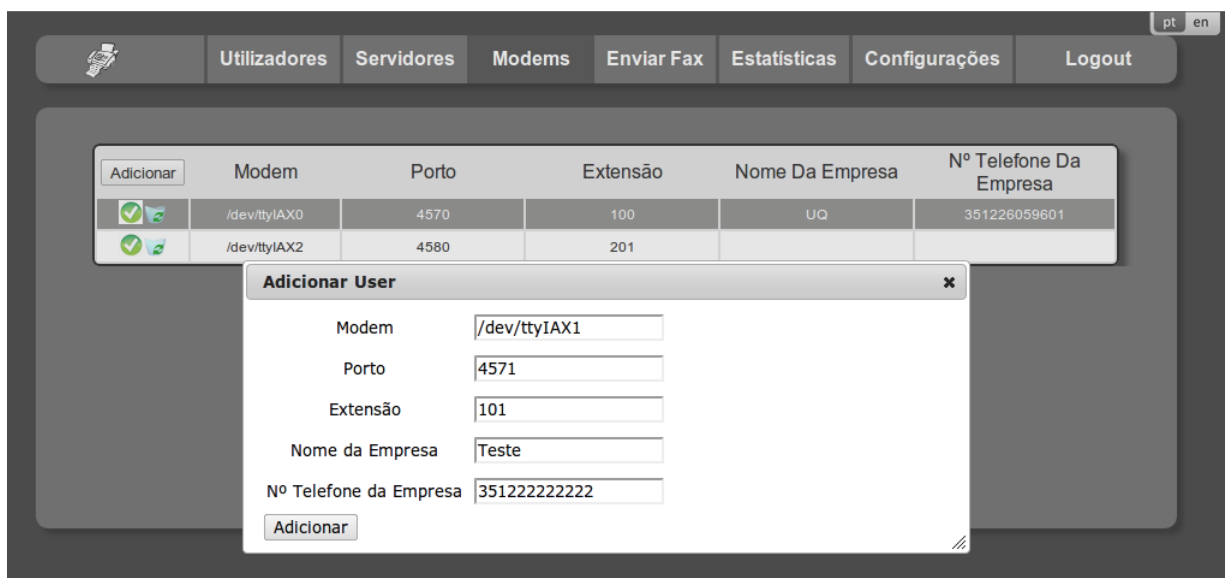 pt en
Utilizadores Servidores Modems Enviar Fax Estatísticas Configurações Logout
Adicionar Modem Porto Extensão Nome Da Empresa Nº Telefone Da Empresa
/dev/ttyIAX0 4570 100 UQ 351226059601
/dev/ttyIAX2 4580 201
Adicionar User
Modem /dev/ttyIAX1
Porto 4571
Extensão 101
Nome da Empresa Teste
Nº Telefone da Empresa 351222222222
Adicionar